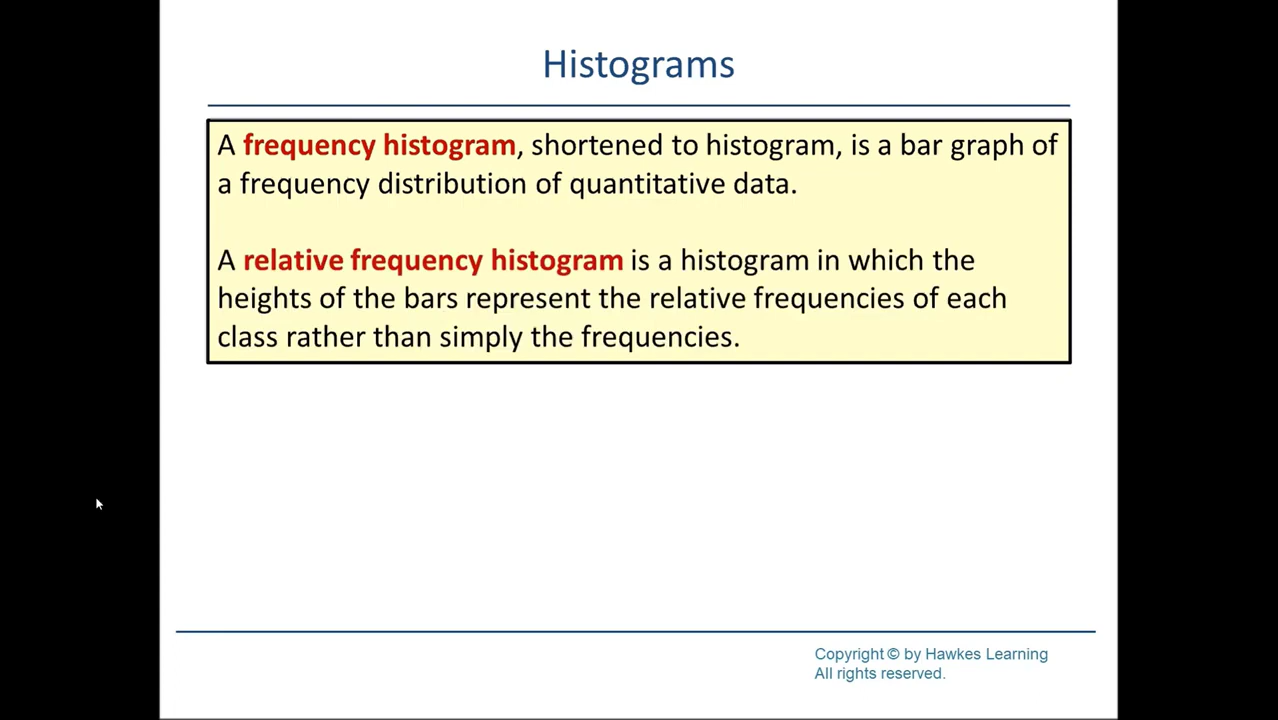 Histograms
A frequency histogram, shortened to histogram, is a bar graph of
a frequency distribution of quantitative data.
A relative frequency histogram is a histogram in which the
heights of the bars represent the relative frequencies of each
class rather than simply the frequencies.
Copyright © by Hawkes Learning
All rights reserved.